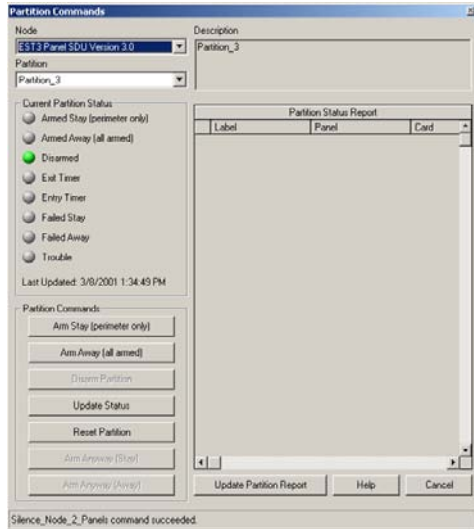 Partition Commands
Node
EST3 Panel SDU Version 3.0
Partition
Partition_3
Description
Partition_3
Current Partition Status
Armed Stay (perimeter only)
Armed Away (all armed)
Disarmed
Exit Timer
Entry Timer
Failed Stay
Failed Away
Trouble
Last Updated: 3/8/2001 1:34:49 PM
Partition Commands
Arm Stay (perimeter only)
Arm Away (all armed)
Disarm Partition
Update Status
Reset Partition
Arm Anyway (Stay)
Arm Anyway (Away)
Partition Status Report
Label Panel Card
Update Partition Report Help Cancel
Silence_Node_2_Panels command succeeded.